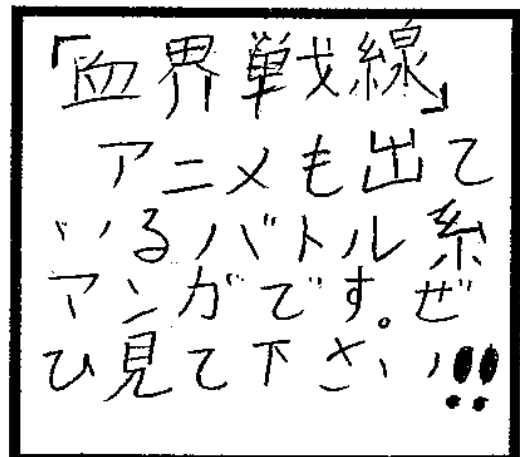 「血界戦線」
アニメも出て
いるバトル系
マンガです。ぜ
ひ見て下さい!!